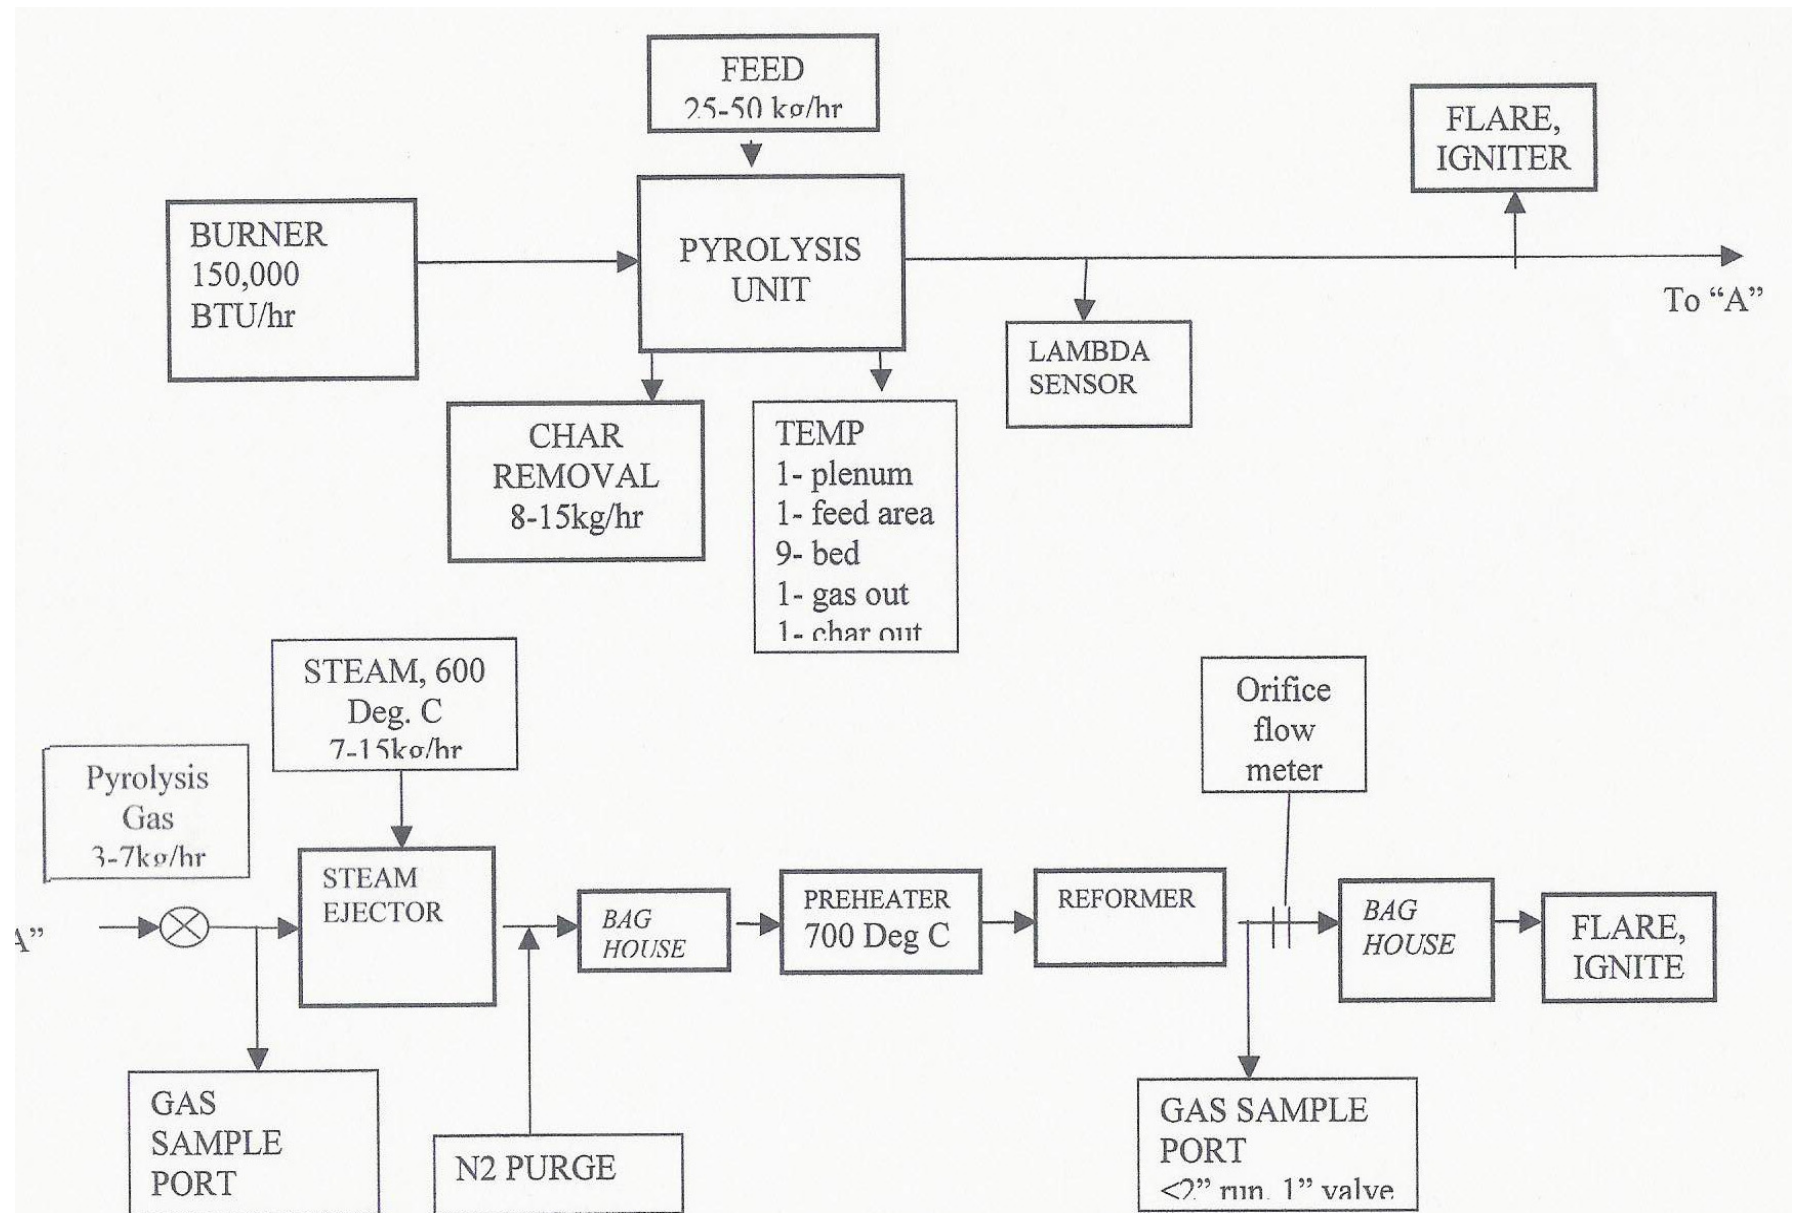 FEED
25-50 kg/hr
FLARE,
IGNITER
BURNER
150,000
BTU/hr
PYROLYSIS
UNIT
To “A”
LAMBDA
SENSOR
CHAR
REMOVAL
8-15kg/hr
TEMP
1- plenum
1- feed area
9- bed
1- gas out
1- char out
STEAM, 600
Deg. C
7-15kg/hr
Orifice
flow
meter
Pyrolysis
Gas
3-7kg/hr
STEAM
EJECTOR
A”
BAG
HOUSE
PREHEATER
700 Deg C
REFORMER
BAG
HOUSE
FLARE,
IGNITE
GAS
SAMPLE
PORT
N2 PURGE
GAS SAMPLE
PORT
<2” run, 1” valve